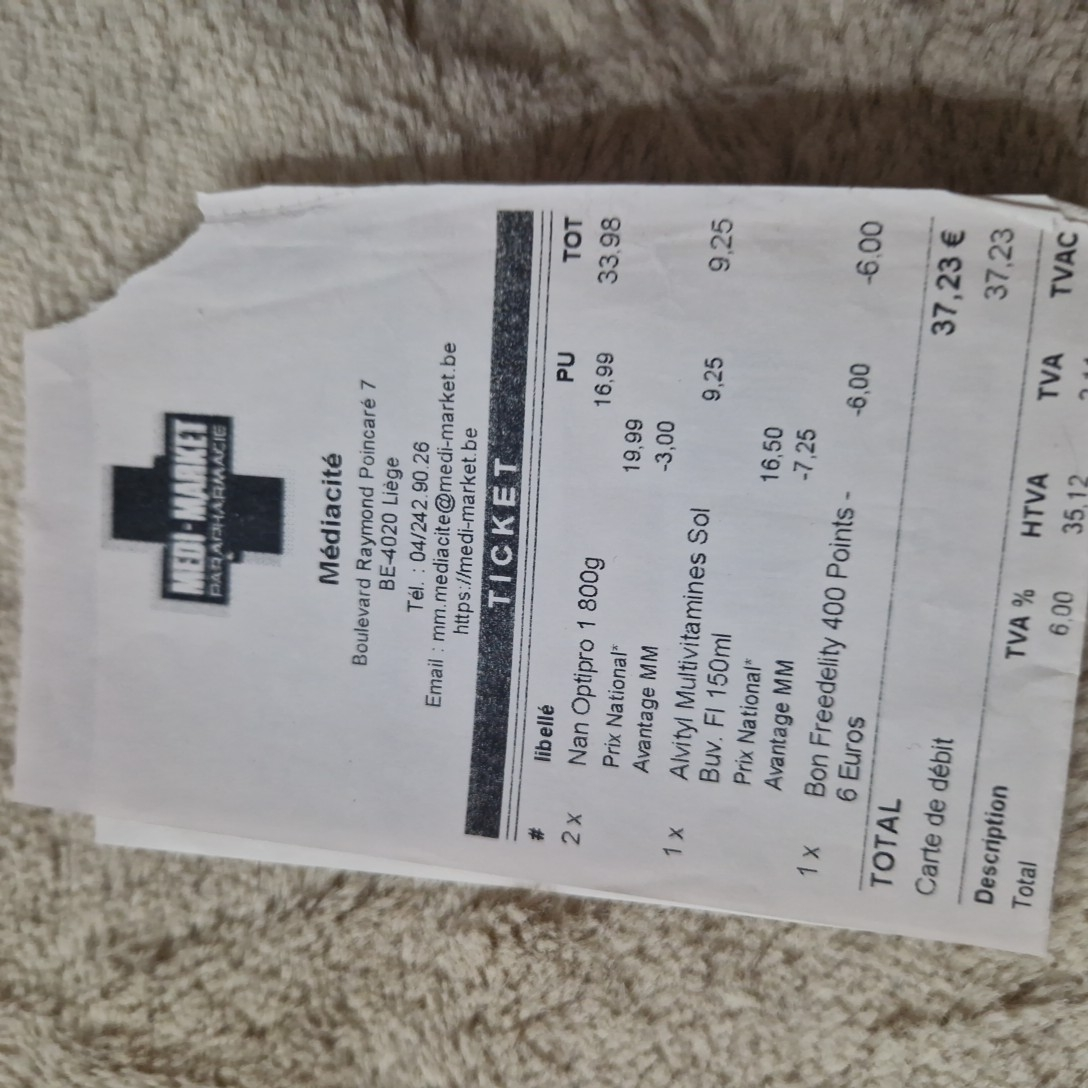 MEDI-MARKET
PARAPHARMACIE
Médiacité
Boulevard Raymond Poincaré 7
BE-4020 Liège
Tél. : 04/242.90.26
Email : mm.mediacite@medi-market.be
https://medi-market.be
TICKET
# libellé PU TOT
2 x Nan Optipro 1 800g 16,99 33,98
Prix National* 19,99
Avantage MM -3,00
1 x Alvityl Multivitamines Sol 9,25 9,25
Buv. Fl 150ml
Prix National* 16,50
Avantage MM -7,25
1 x Bon Freedelity 400 Points - -6,00 -6,00
6 Euros
TOTAL 37,23 €
Carte de débit 37,23
Description TVA % HTVA TVA TVAC
Total 6,00 35,12